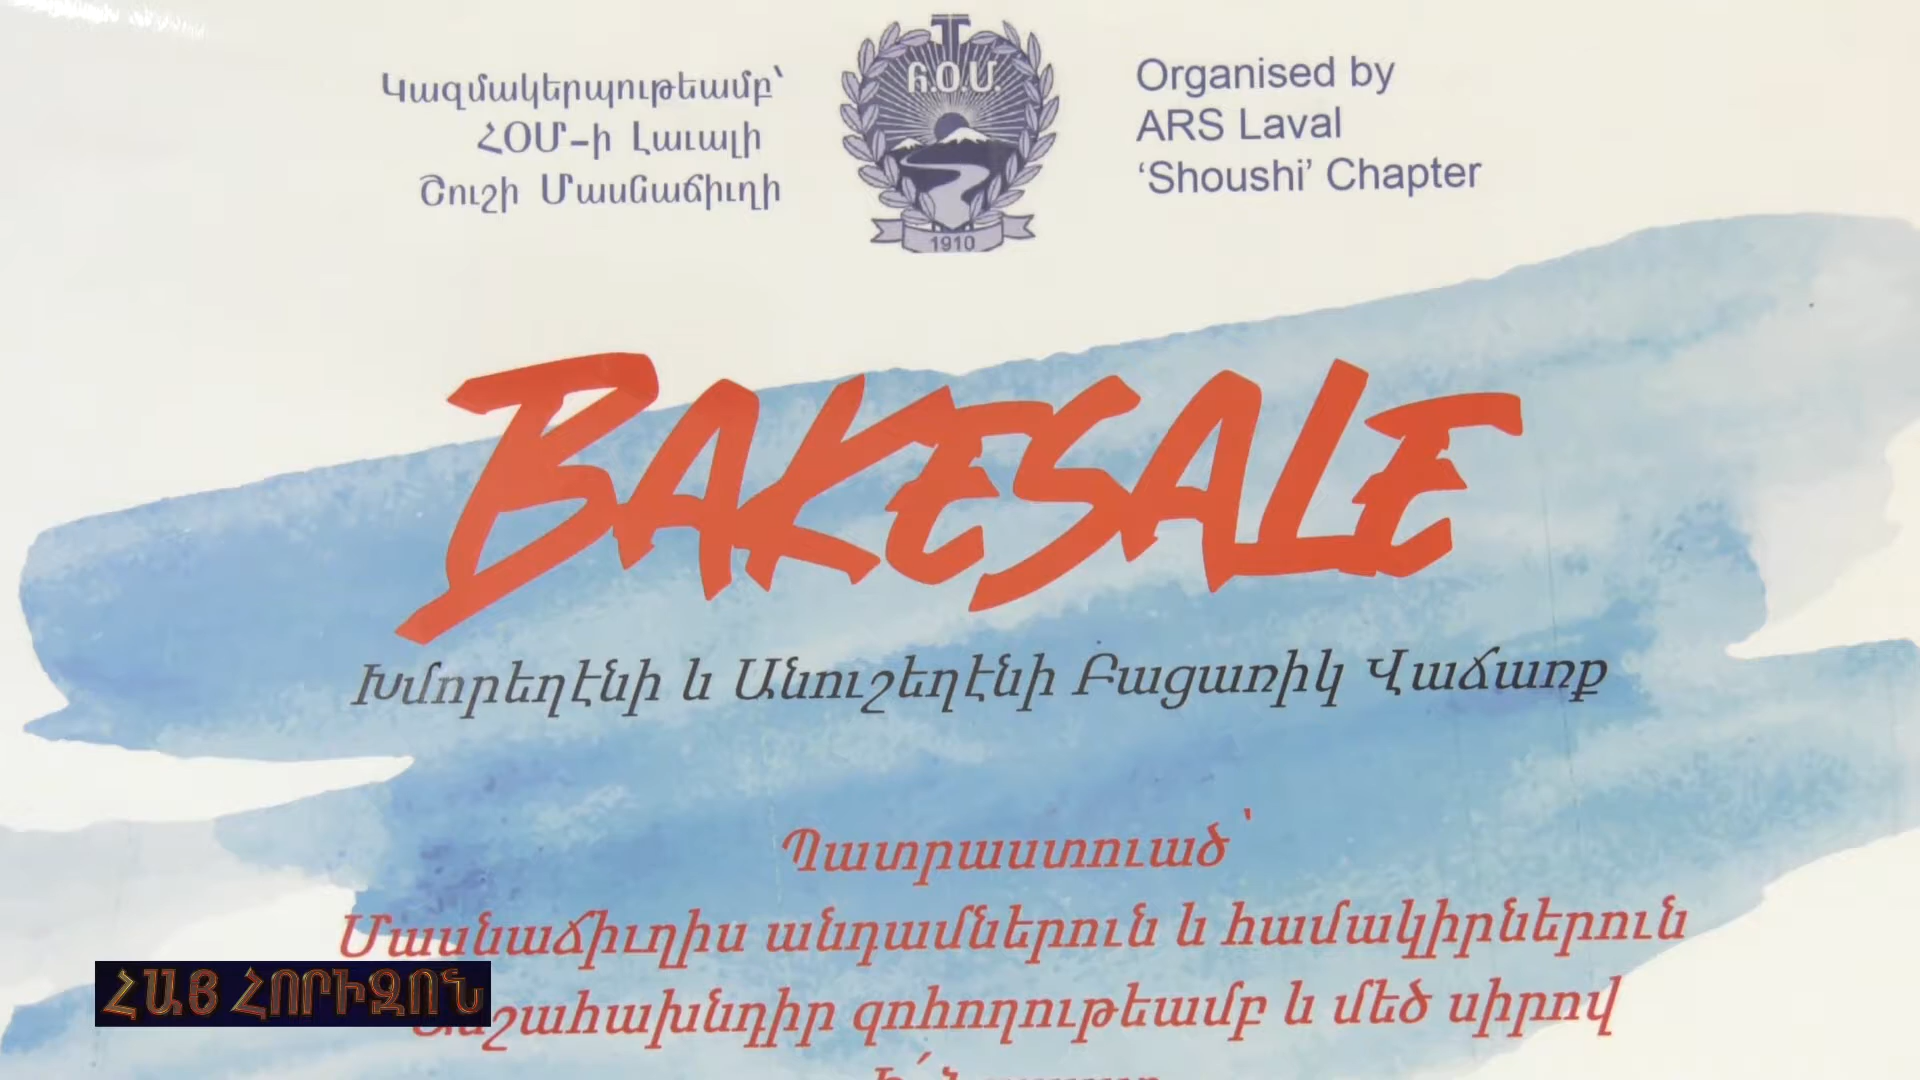 Կազմակերպութեամբ՝
ՀՕՄ-ի Լաւալի
Շուշի Մասնաճիւղի
Հ.Օ.Մ.
1910
Organised by
ARS Laval
‘Shoushi’ Chapter
BAKESALE
Խմորեղէնի և Անուշեղէնի Բացառիկ Վաճառք
Պատրաստուած՝
Մասնաճիւղիս անդամներուն և համակիրներուն
անշահախնդիր զոհողութեամբ և մեծ սիրով
ՀԱՅ ՀՈՐԻԶՈՆ